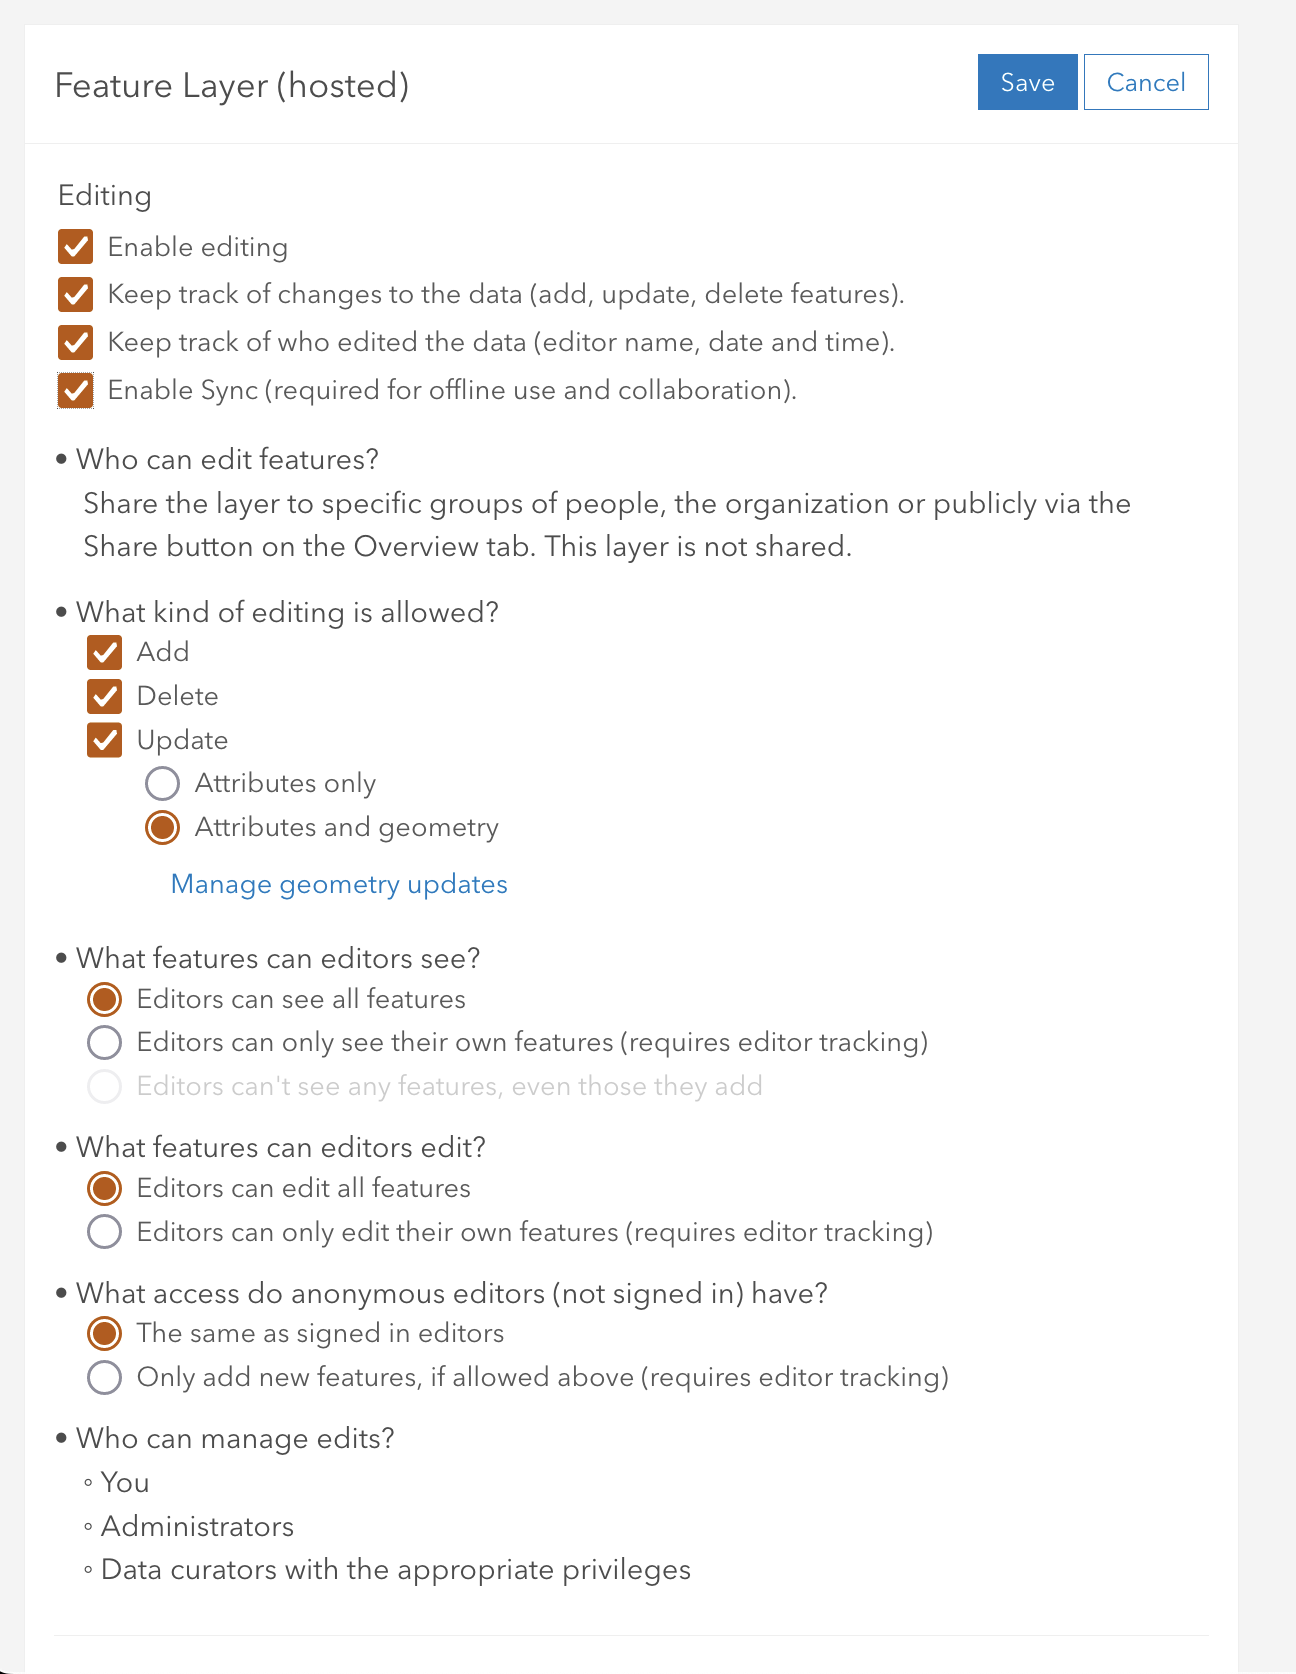 Feature Layer (hosted)
Save
Cancel
Editing
Enable editing
Keep track of changes to the data (add, update, delete features).
Keep track of who edited the data (editor name, date and time).
Enable Sync (required for offline use and collaboration).
• Who can edit features?
Share the layer to specific groups of people, the organization or publicly via the
Share button on the Overview tab. This layer is not shared.
• What kind of editing is allowed?
Add
Delete
Update
Attributes only
Attributes and geometry
Manage geometry updates
• What features can editors see?
Editors can see all features
Editors can only see their own features (requires editor tracking)
Editors can't see any features, even those they add
• What features can editors edit?
Editors can edit all features
Editors can only edit their own features (requires editor tracking)
• What access do anonymous editors (not signed in) have?
The same as signed in editors
Only add new features, if allowed above (requires editor tracking)
• Who can manage edits?
◦ You
◦ Administrators
◦ Data curators with the appropriate privileges